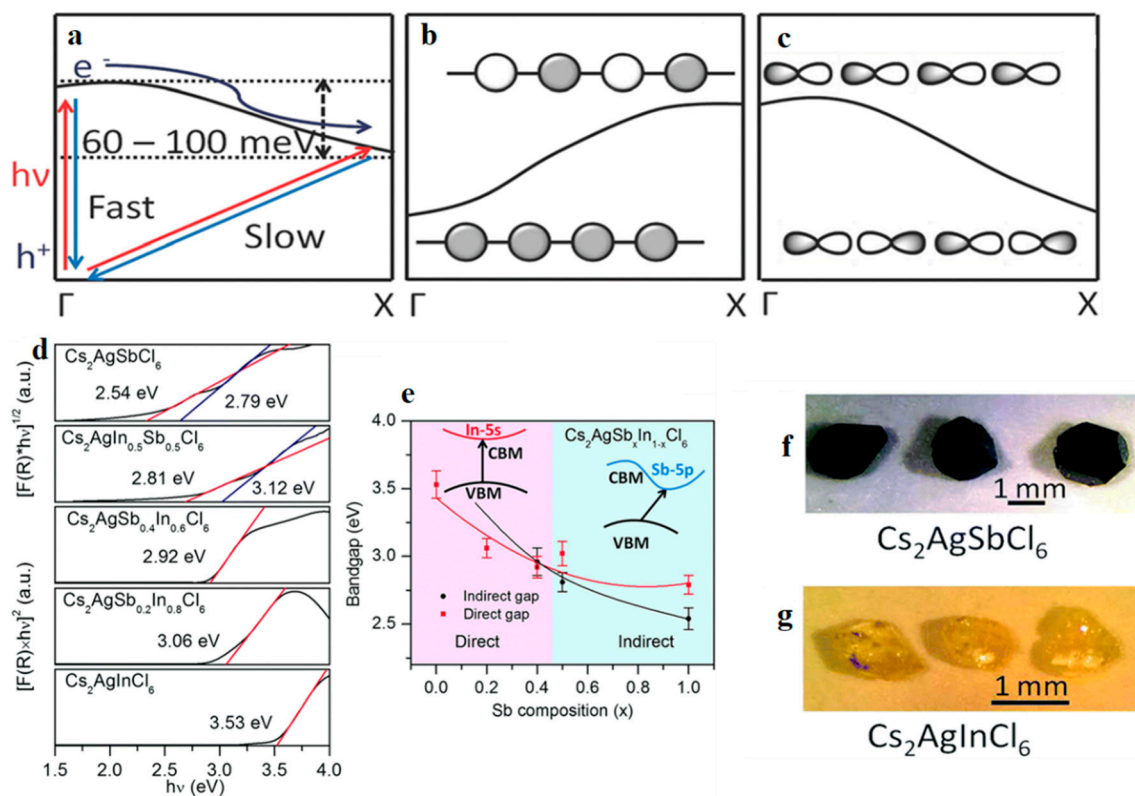 a
e⁻
60 – 100 meV
hν
Fast
h⁺
Slow
Γ
X
b
Γ
X
c
Γ
X
d
Cs₂AgSbCl₆
2.54 eV
2.79 eV
Cs₂AgIn₀.₅Sb₀.₅Cl₆
2.81 eV
3.12 eV
Cs₂AgSb₀.₄In₀.₆Cl₆
2.92 eV
Cs₂AgSb₀.₂In₀.₈Cl₆
3.06 eV
Cs₂AgInCl₆
3.53 eV
[F(R)*hν]¹/² (a.u.)
[F(R)×hν]² (a.u.)
1.5 2.0 2.5 3.0 3.5 4.0
hν (eV)
e
4.0
3.5
3.0
2.5
Bandgap (eV)
In-5s
CBM
VBM
Cs₂AgSbₓIn₁₋ₓCl₆
CBM
Sb-5p
VBM
Indirect gap
Direct gap
Direct
Indirect
0.0 0.2 0.4 0.6 0.8 1.0
Sb composition (x)
f
1 mm
Cs₂AgSbCl₆
g
1 mm
Cs₂AgInCl₆